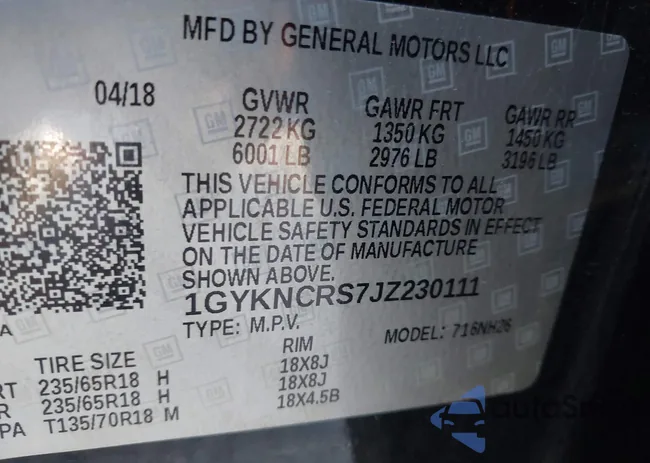 MFD BY GENERAL MOTORS LLC
04/18 GVWR GAWR FRT GAWR RR
2722 KG 1350 KG 1450 KG
6001 LB 2976 LB 3196 LB
THIS VEHICLE CONFORMS TO ALL
APPLICABLE U.S. FEDERAL MOTOR
VEHICLE SAFETY STANDARDS IN EFFECT
ON THE DATE OF MANUFACTURE
SHOWN ABOVE.
1GYKNCRS7JZ230111
TYPE: M.P.V. MODEL: 716NH26
TIRE SIZE RIM
RT 235/65R18 H 18X8J
R 235/65R18 H 18X8J
PA T135/70R18 M 18X4.5B